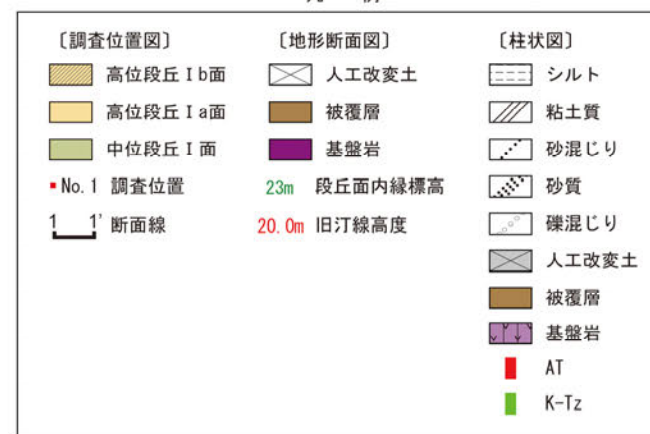 〔調査位置図〕
高位段丘Ⅰb面
高位段丘Ⅰa面
中位段丘Ⅰ面
No.1 調査位置
1 1' 断面線
〔地形断面図〕
人工改変土
被覆層
基盤岩
23m 段丘面内縁標高
20.0m 旧汀線高度
〔柱状図〕
シルト
粘土質
砂混じり
砂質
礫混じり
人工改変土
被覆層
基盤岩
AT
K-Tz